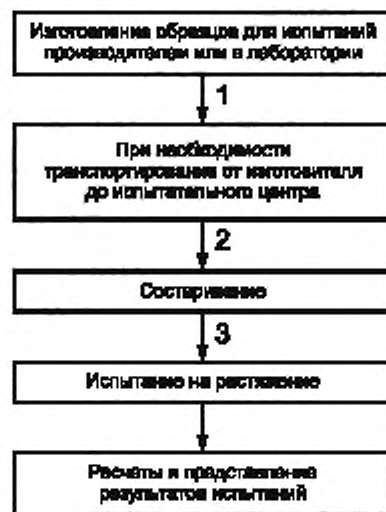 Изготовление образцов для испытаний
производителем или в лаборатории
1
При необходимости
транспортирование от изготовителя
до испытательного центра
2
Состаривание
3
Испытание на растяжение
Расчеты и представление
результатов испытаний